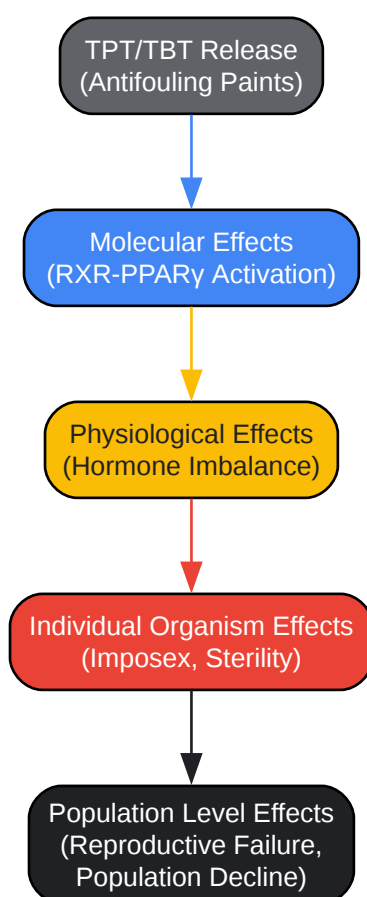 TPT/TBT Release
(Antifouling Paints)
Molecular Effects
(RXR-PPARγ Activation)
Physiological Effects
(Hormone Imbalance)
Individual Organism Effects
(Imposex, Sterility)
Population Level Effects
(Reproductive Failure,
Population Decline)